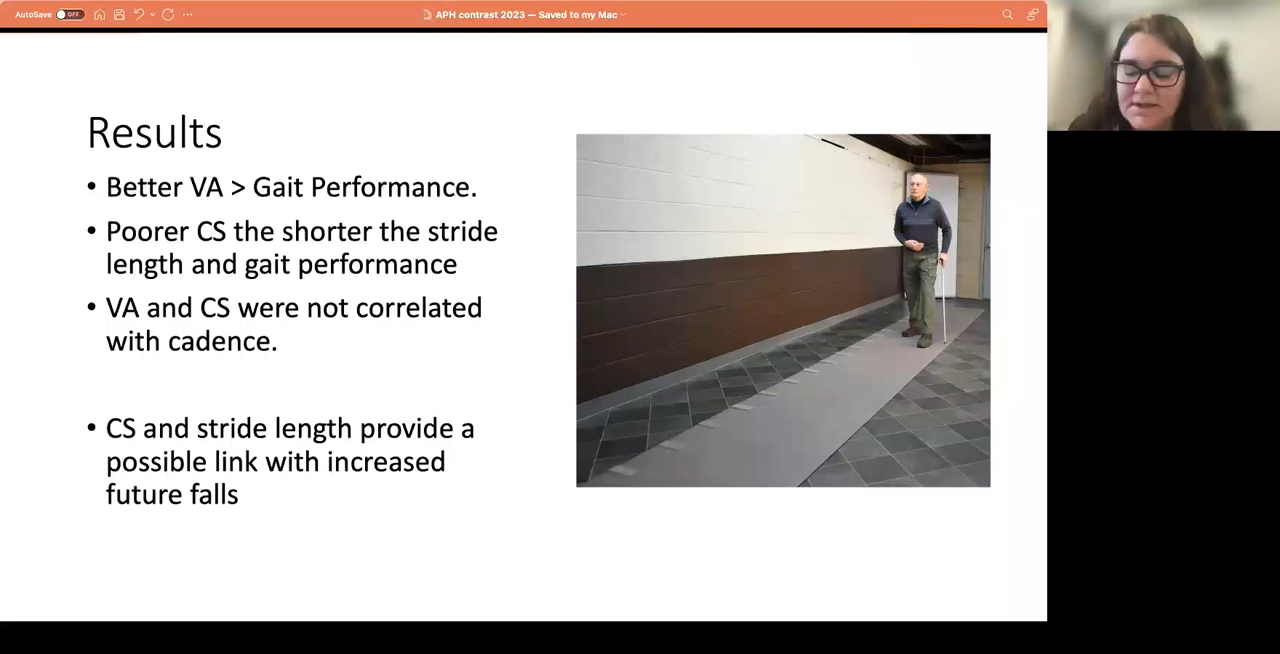 AutoSave OFF
APH contrast 2023 — Saved to my Mac
Results
• Better VA > Gait Performance.
• Poorer CS the shorter the stride
length and gait performance
• VA and CS were not correlated
with cadence.
• CS and stride length provide a
possible link with increased
future falls